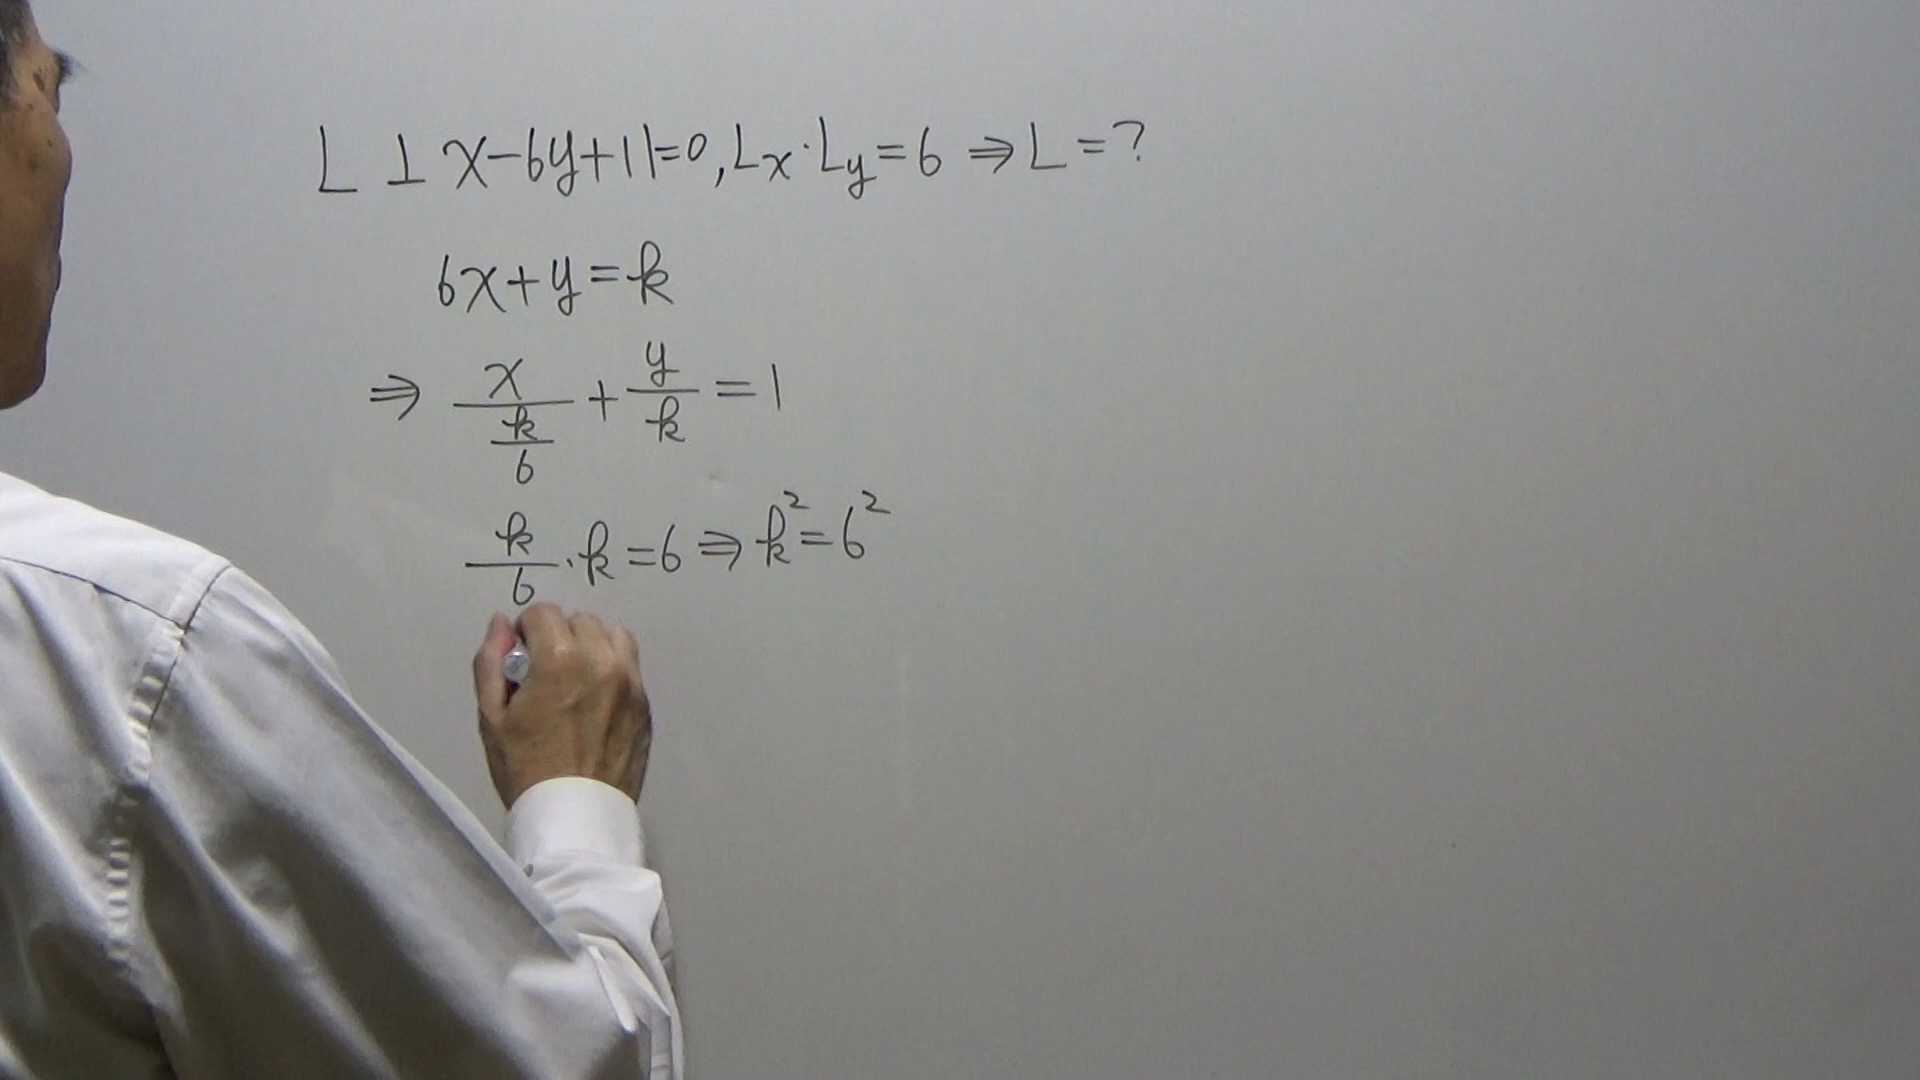 L ⊥ x-6y+11=0, Lx·Ly=6 ⇒ L=?
6x+y=k
⇒ x/(k/6) + y/k = 1
k/6·k=6 ⇒ k²=6²